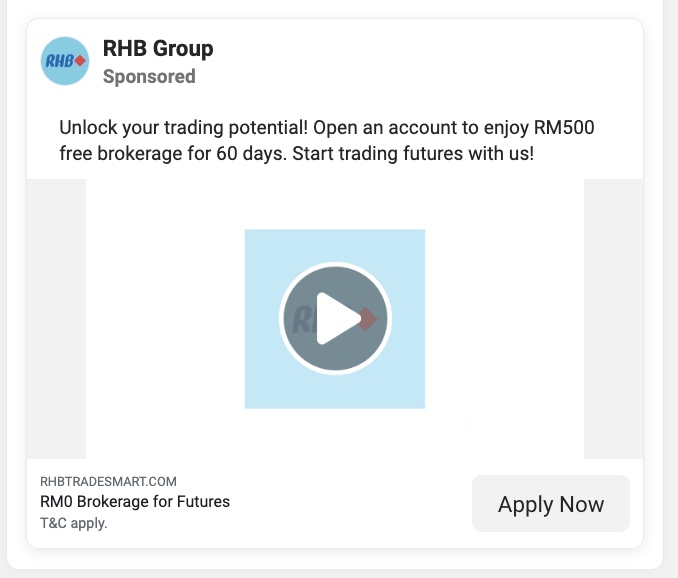 RHB
RHB Group
Sponsored
Unlock your trading potential! Open an account to enjoy RM500
free brokerage for 60 days. Start trading futures with us!
RHB
RHBTRADESMART.COM
RM0 Brokerage for Futures
T&C apply.
Apply Now